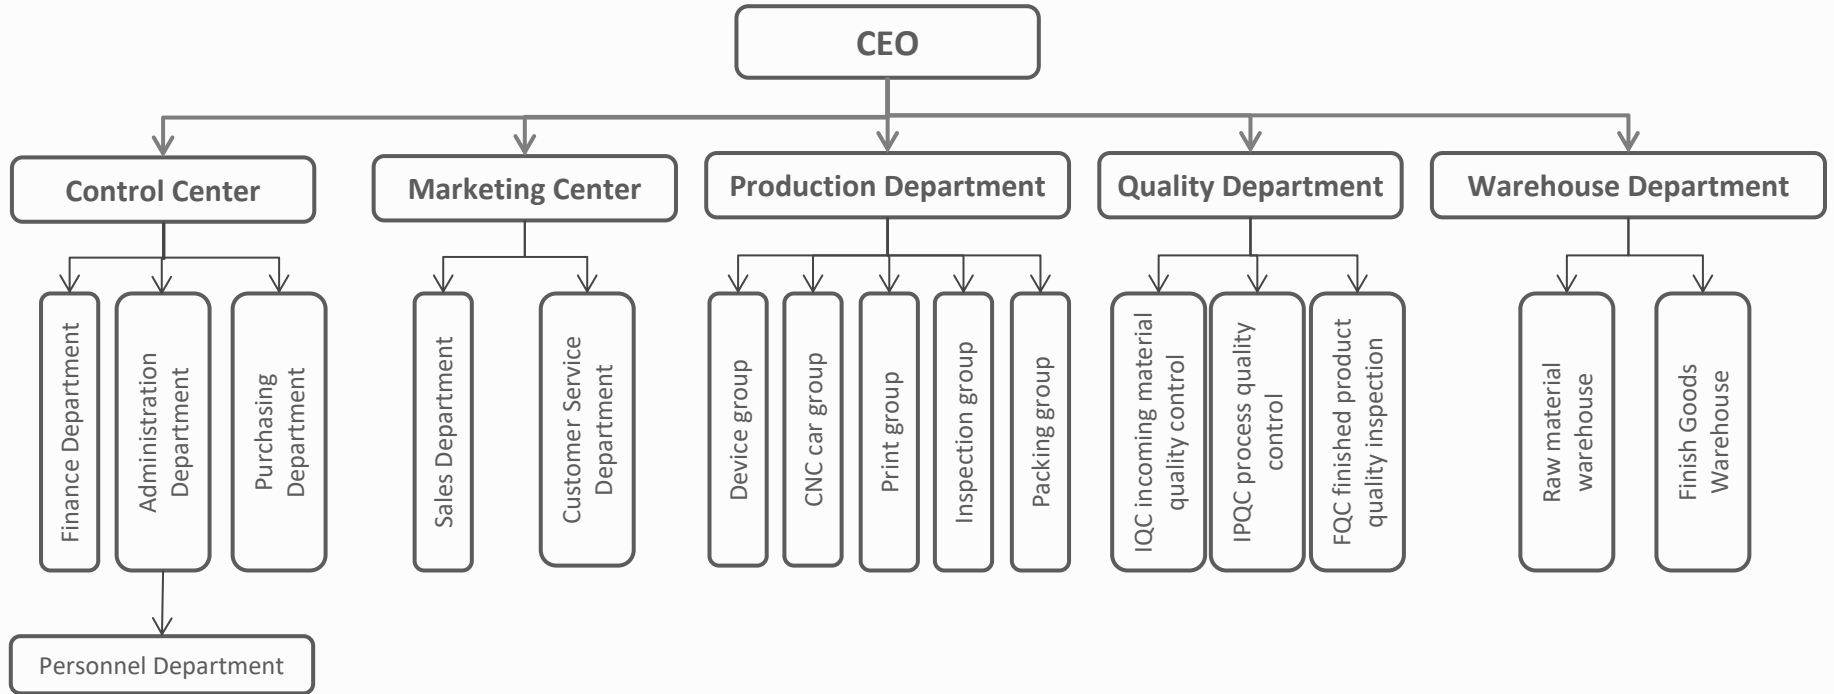 CEO
Control Center
Marketing Center
Production Department
Quality Department
Warehouse Department
Finance Department
Administration
Department
Purchasing
Department
Sales Department
Customer Service
Department
Device group
CNC car group
Print group
Inspection group
Packing group
IQC incoming material
quality control
IPQC process quality
control
FQC finished product
quality inspection
Raw material
warehouse
Finish Goods
Warehouse
Personnel Department